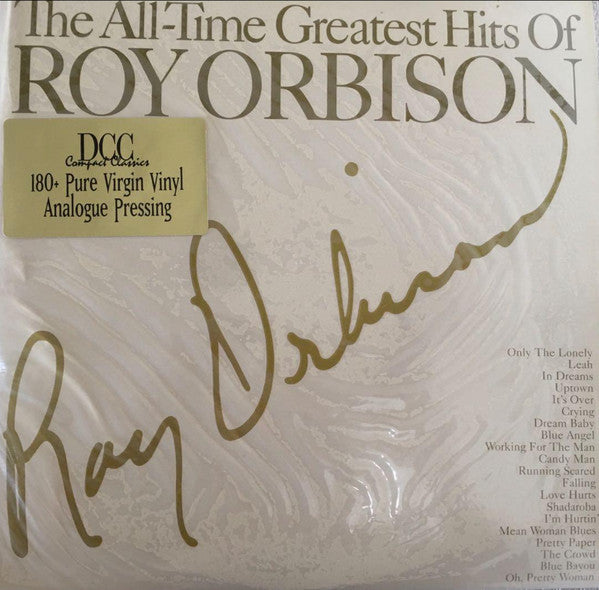 The All-Time Greatest Hits Of
ROY ORBISON
DCC
Compact Classics
180+ Pure Virgin Vinyl
Analogue Pressing
Roy Orbison
Only The Lonely
Leah
In Dreams
Uptown
It's Over
Crying
Dream Baby
Blue Angel
Working For The Man
Candy Man
Running Scared
Falling
Love Hurts
Shadaroba
I'm Hurtin'
Mean Woman Blues
Pretty Paper
The Crowd
Blue Bayou
Oh, Pretty Woman